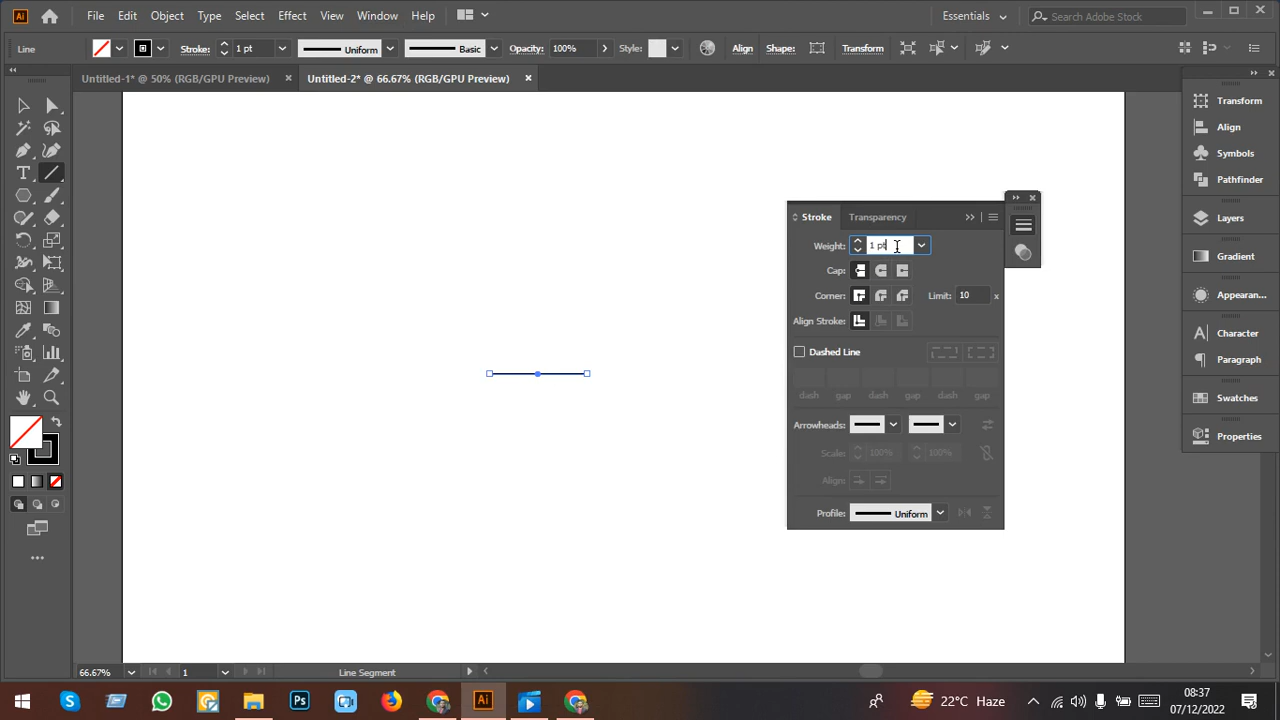 Ai File Edit Object Type Select Effect View Window Help Essentials Search Adobe Stock
Line Stroke: 1 pt Uniform Basic Opacity: 100% Style: Align Shape: Transform
Untitled-1* @ 50% (RGB/GPU Preview) × Untitled-2* @ 66.67% (RGB/GPU Preview) ×
Transform
Align
Symbols
Pathfinder
Layers
Gradient
Appearan...
Character
Paragraph
Swatches
Properties
Stroke Transparency
Weight: 1 pt
Cap:
Corner: Limit: 10 x
Align Stroke:
Dashed Line
dash gap dash gap dash gap
Arrowheads:
Scale: 100% 100%
Align:
Profile: Uniform
66.67% 1 Line Segment
Ps Ai 22°C Haze 08:37
07/12/2022